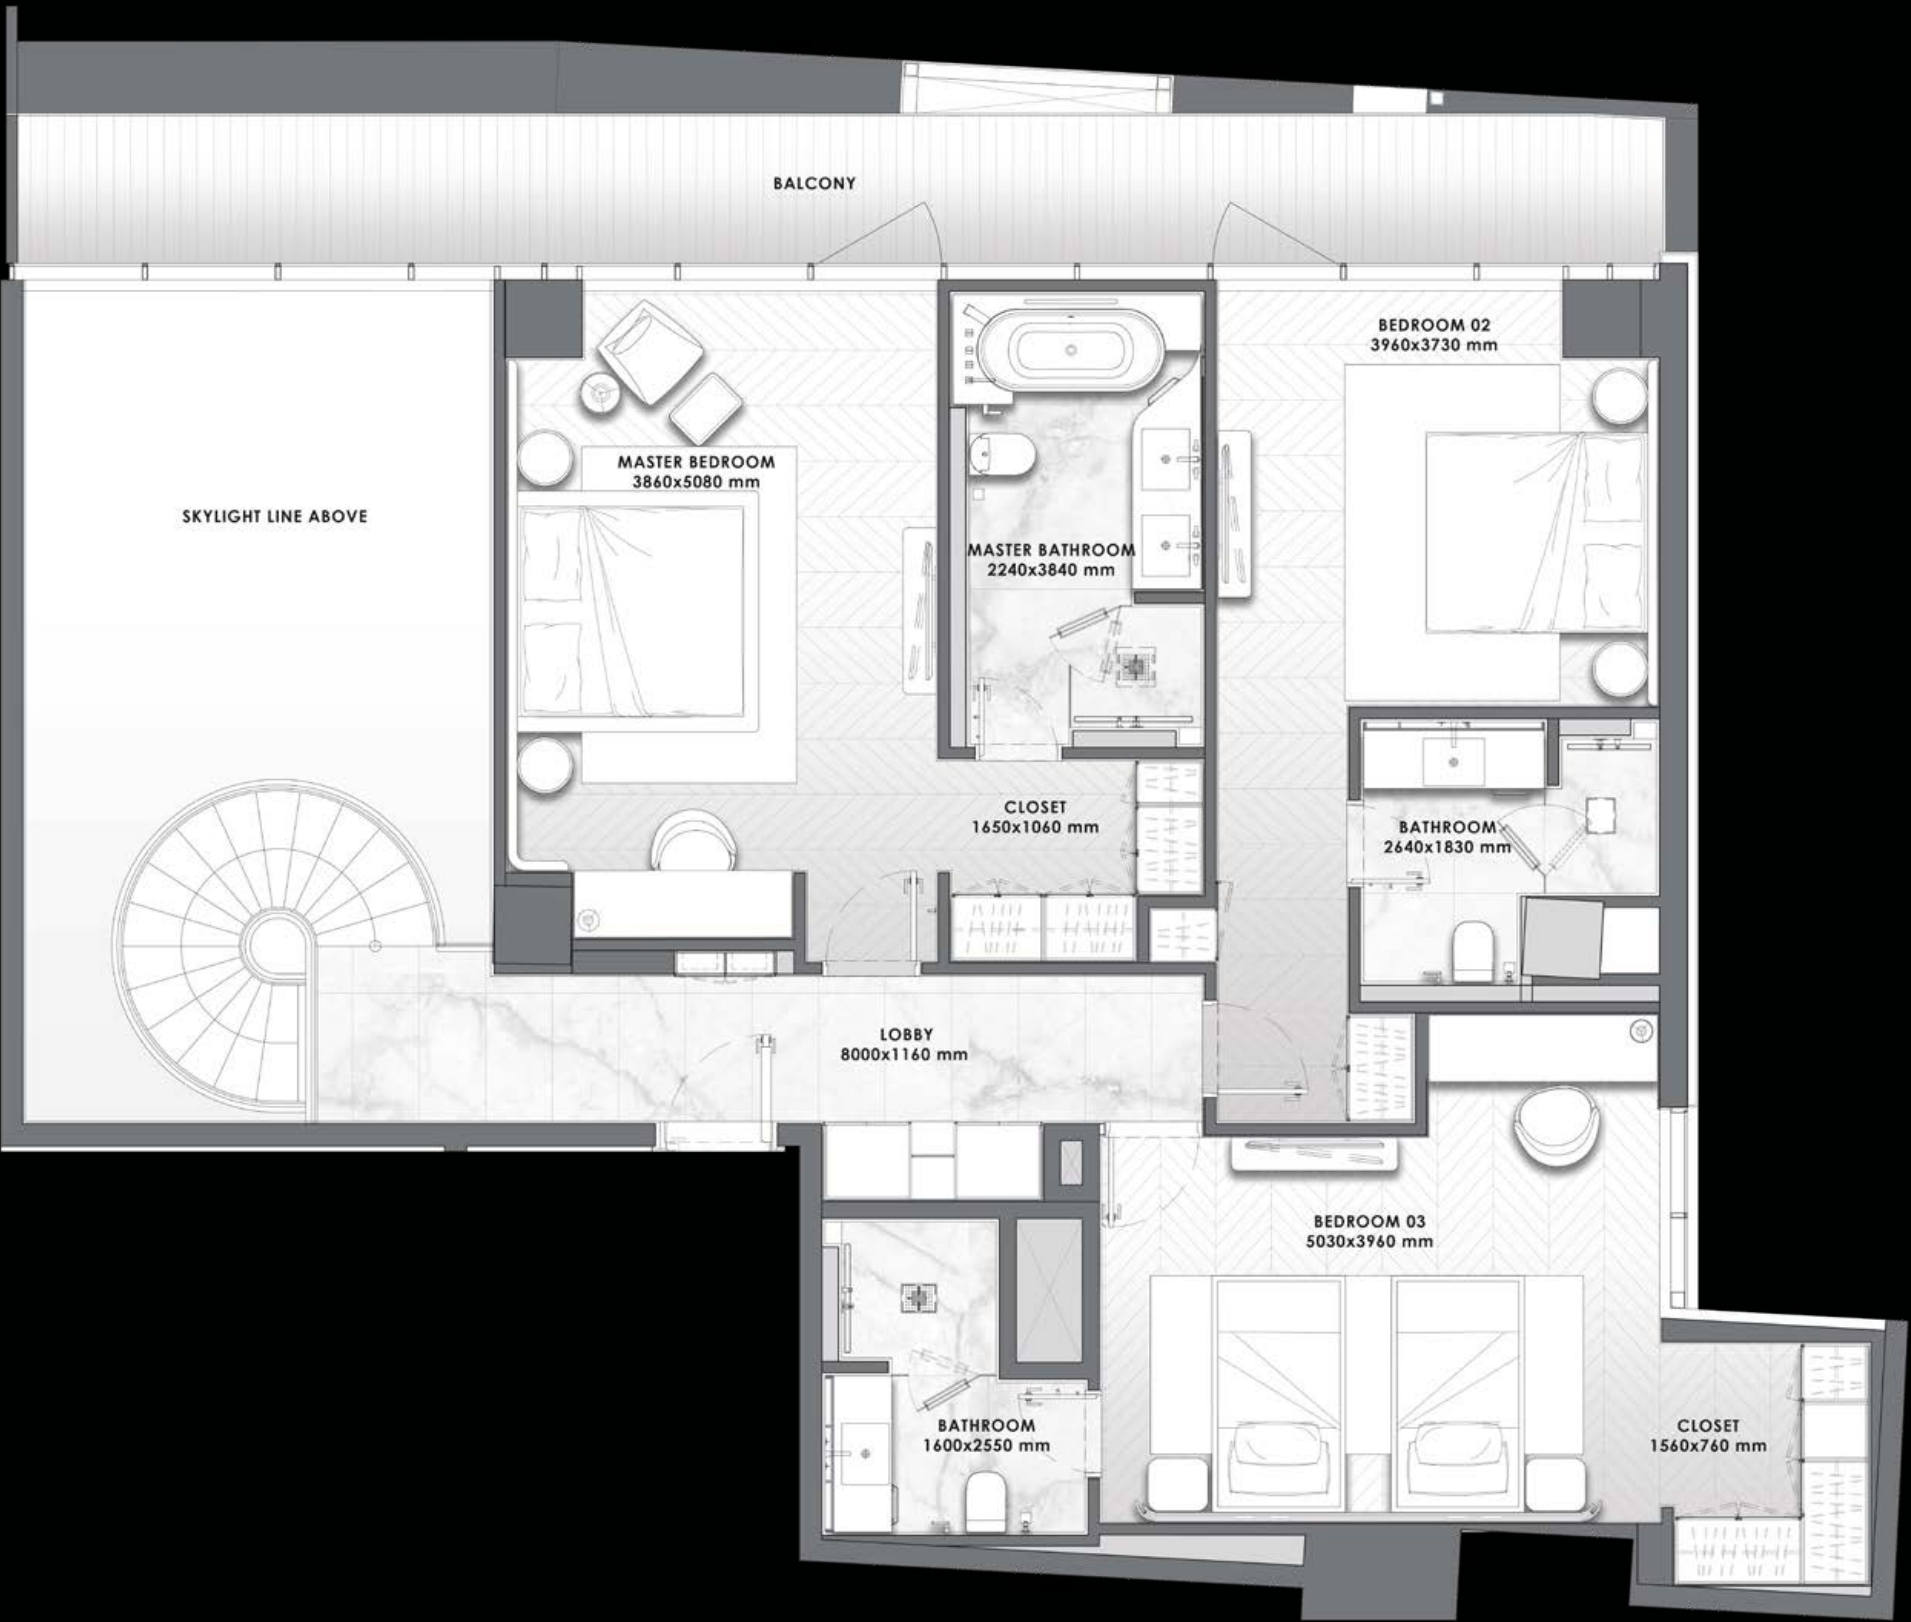 BALCONY
BEDROOM 02
3960x3730 mm
MASTER BEDROOM
3860x5080 mm
SKYLIGHT LINE ABOVE
MASTER BATHROOM
2240x3840 mm
CLOSET
1650x1060 mm
BATHROOM
2640x1830 mm
LOBBY
8000x1160 mm
BEDROOM 03
5030x3960 mm
BATHROOM
1600x2550 mm
CLOSET
1560x760 mm